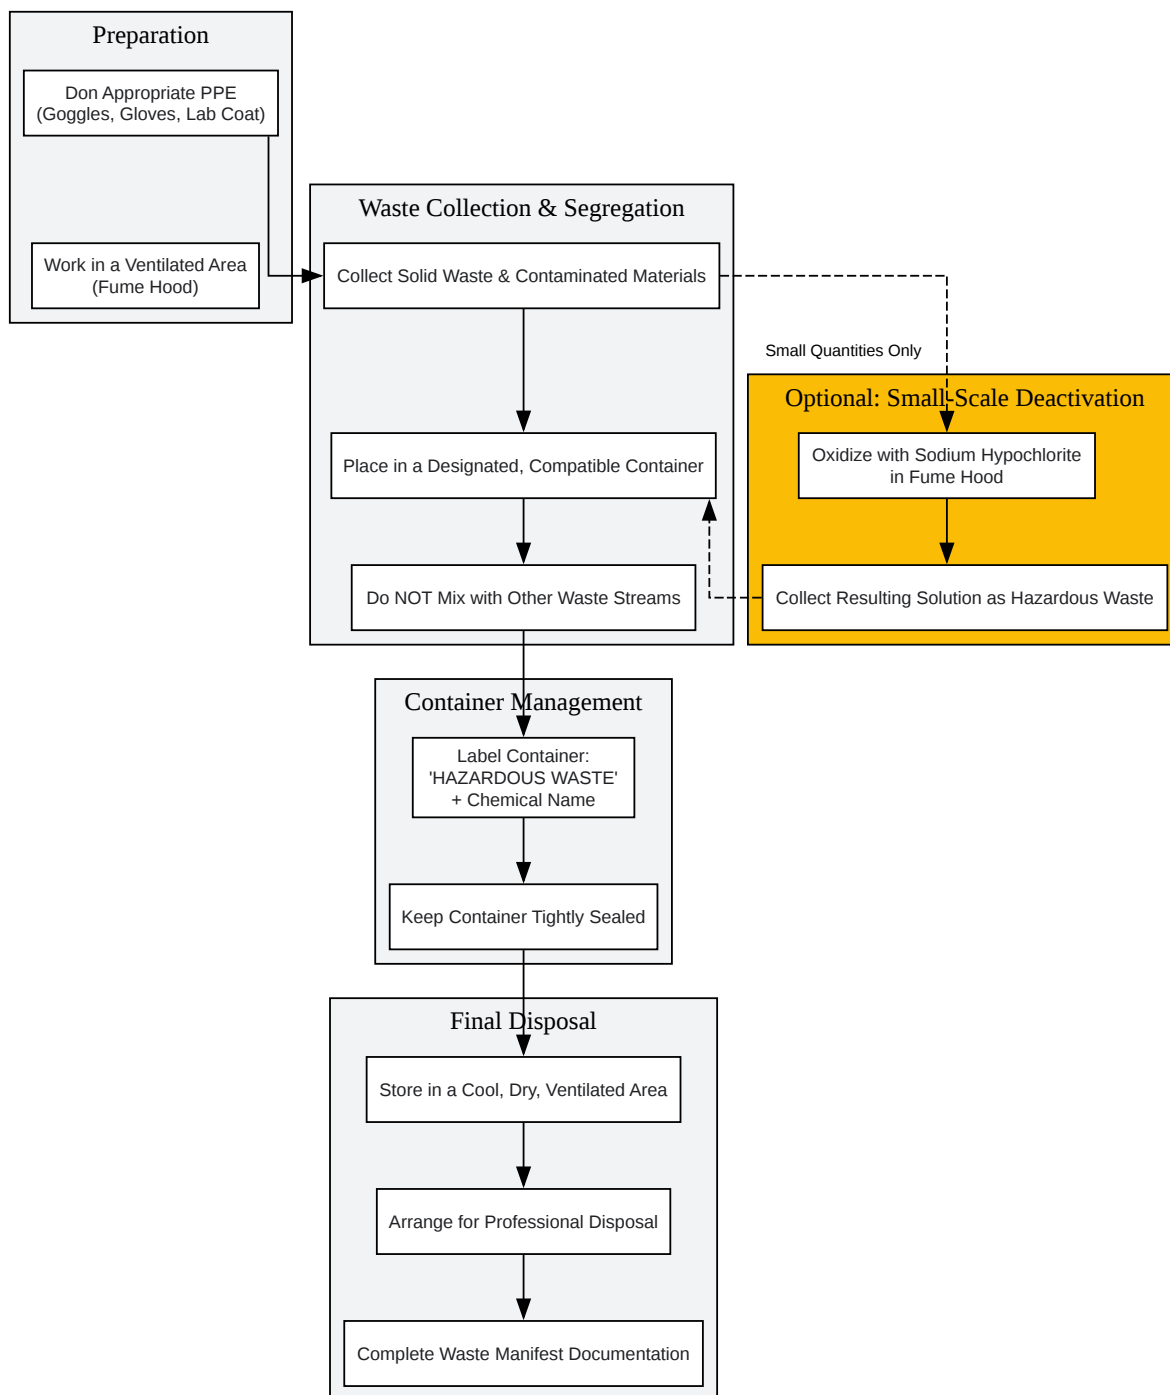 Preparation
Don Appropriate PPE
(Goggles, Gloves, Lab Coat)
Work in a Ventilated Area
(Fume Hood)
Waste Collection & Segregation
Collect Solid Waste & Contaminated Materials
Place in a Designated, Compatible Container
Do NOT Mix with Other Waste Streams
Small Quantities Only
Optional: Small-Scale Deactivation
Oxidize with Sodium Hypochlorite
in Fume Hood
Collect Resulting Solution as Hazardous Waste
Container Management
Label Container:
'HAZARDOUS WASTE'
+ Chemical Name
Keep Container Tightly Sealed
Final Disposal
Store in a Cool, Dry, Ventilated Area
Arrange for Professional Disposal
Complete Waste Manifest Documentation